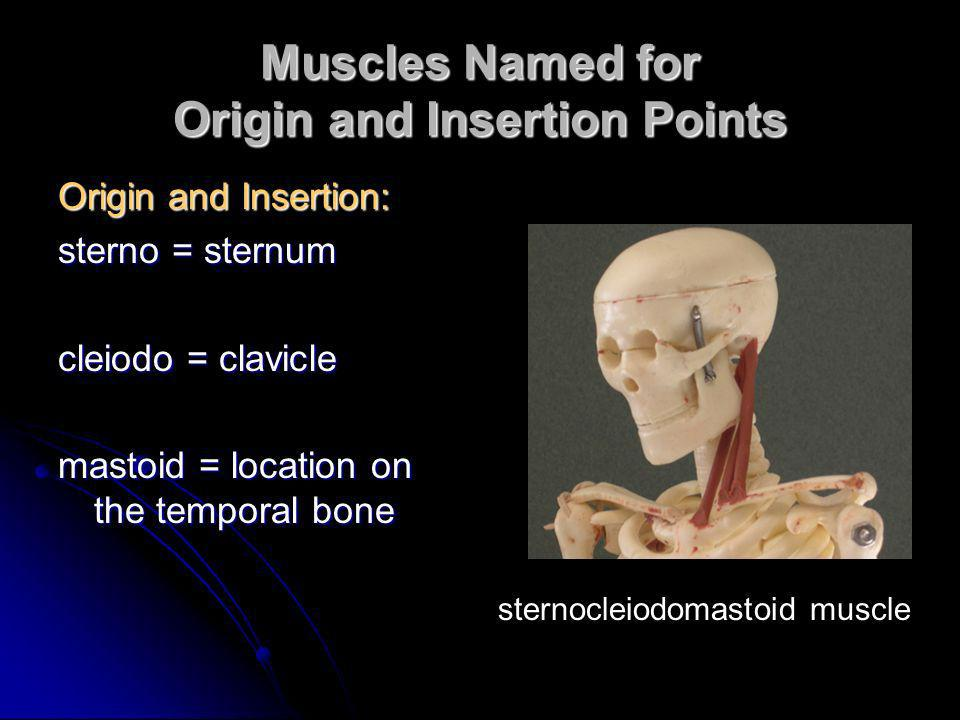 Muscles Named for
Origin and Insertion Points
Origin and Insertion:
sterno = sternum
cleiodo = clavicle
mastoid = location on
the temporal bone
sternocleiodomastoid muscle